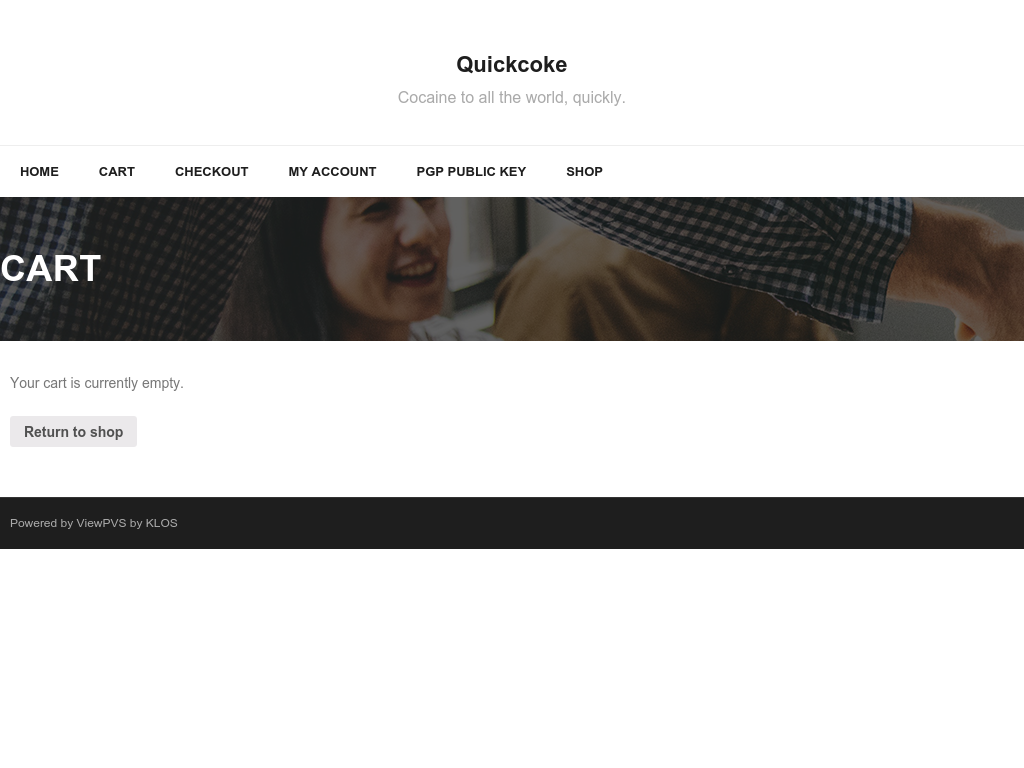 Quickcoke
Cocaine to all the world, quickly.
HOME CART CHECKOUT MY ACCOUNT PGP PUBLIC KEY SHOP
CART
Your cart is currently empty.
Return to shop
Powered by ViewPVS by KLOS